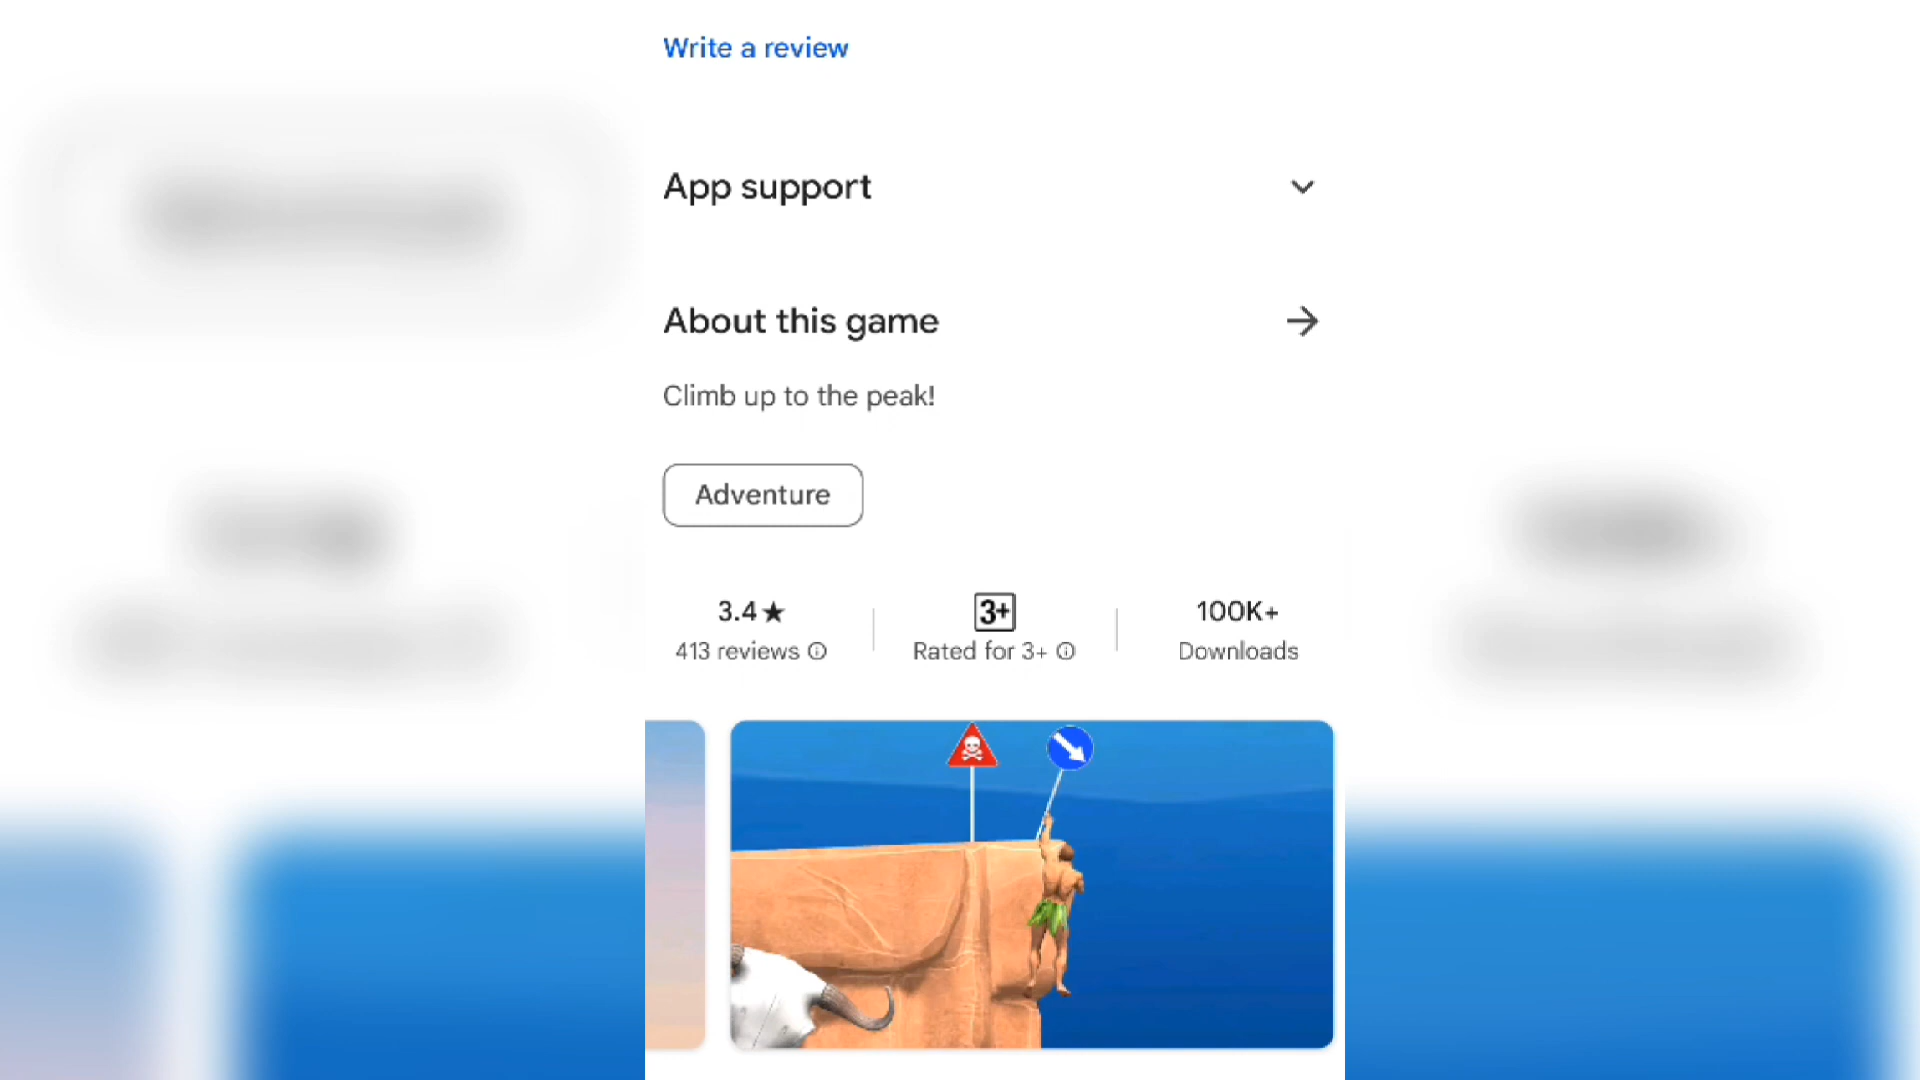 Write a review
App support
About this game
Climb up to the peak!
Adventure
3.4★
3+
100K+
413 reviews
Rated for 3+
Downloads